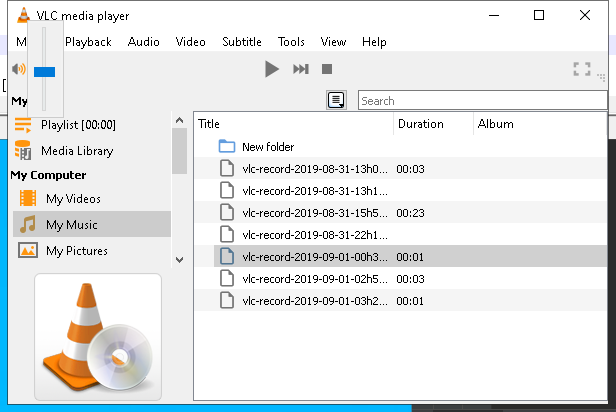 VLC media player
M Playback Audio Video Subtitle Tools View Help
Search
My
Playlist [00:00]
Media Library
My Computer
My Videos
My Music
My Pictures
Title Duration Album
New folder
vlc-record-2019-08-31-13h0... 00:03
vlc-record-2019-08-31-13h1...
vlc-record-2019-08-31-15h5... 00:23
vlc-record-2019-08-31-22h1...
vlc-record-2019-09-01-00h3... 00:01
vlc-record-2019-09-01-02h5... 00:03
vlc-record-2019-09-01-03h2... 00:01